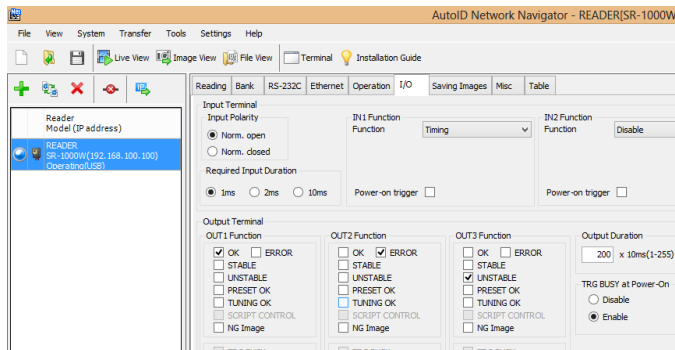 AutoID Network Navigator - READER[SR-1000W
File View System Transfer Tools Settings Help
Live View Image View File View Terminal Installation Guide
Reading Bank RS-232C Ethernet Operation I/O Saving Images Misc Table
Reader
Model (IP address)
READER
SR-1000W(192.168.100.100)
Operating(USB)
Input Terminal
Input Polarity
Norm. open
Norm. closed
Required Input Duration
1ms 2ms 10ms
IN1 Function
Function Timing
Power-on trigger
IN2 Function
Function Disable
Power-on trigger
Output Terminal
OUT1 Function
OK ERROR
STABLE
UNSTABLE
PRESET OK
TUNING OK
SCRIPT CONTROL
NG Image
OUT2 Function
OK ERROR
STABLE
UNSTABLE
PRESET OK
TUNING OK
SCRIPT CONTROL
NG Image
OUT3 Function
OK ERROR
STABLE
UNSTABLE
PRESET OK
TUNING OK
SCRIPT CONTROL
NG Image
Output Duration
200 x 10ms(1-255)
TRG BUSY at Power-On
Disable
Enable